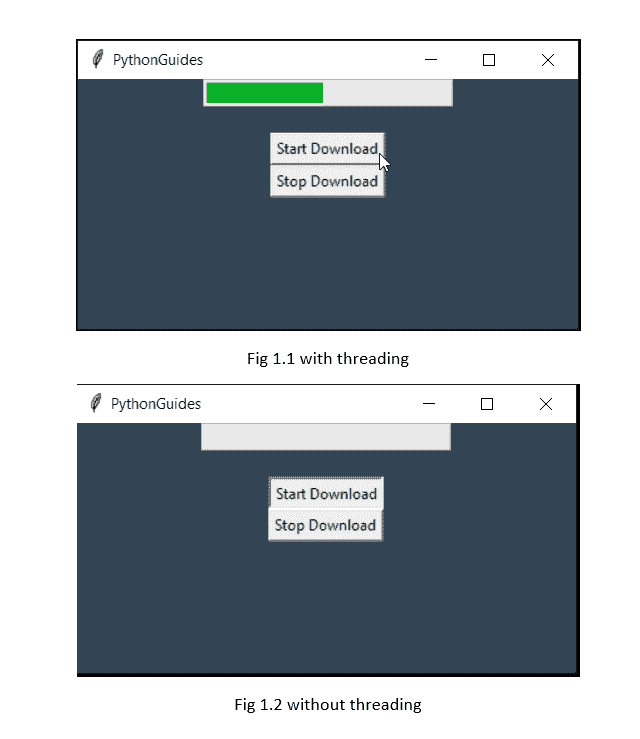 PythonGuides
Start Download
Stop Download
Fig 1.1 with threading
PythonGuides
Start Download
Stop Download
Fig 1.2 without threading